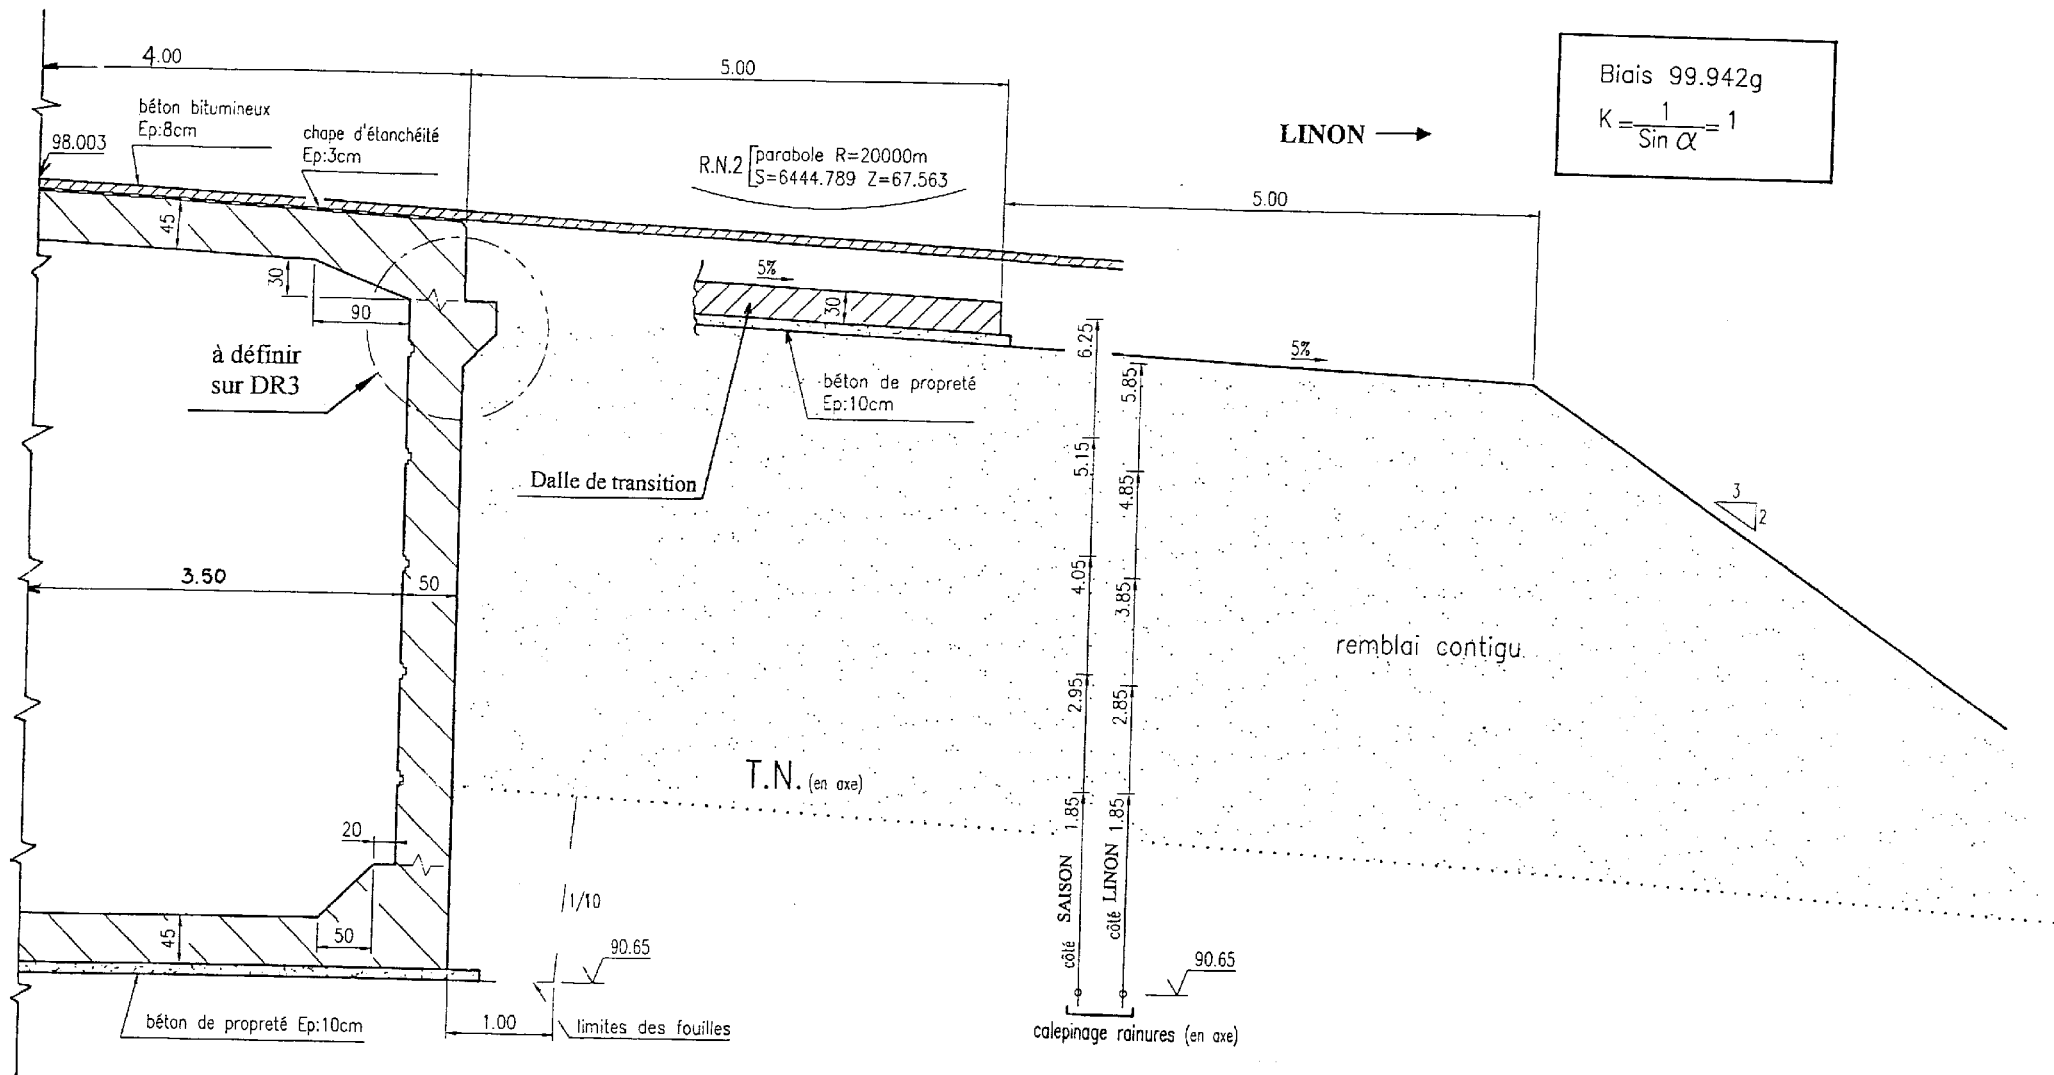 4.00
5.00
Biais 99.942g
K = 1 / Sin α = 1
LINON
béton bitumineux
Ep:8cm
chape d'étanchéité
Ep:3cm
98.003
R.N.2 [parabole R=20000m
S=6444.789 Z=67.563
5.00
45
30
90
5%
30
à définir
sur DR3
béton de propreté
Ep:10cm
5%
6.25
5.85
Dalle de transition
5.15
4.85
3
2
3.50
50
4.05
3.85
remblai contigu
2.95
2.85
T.N. (en axe)
1.85
1.85
20
côté SAISON
côté LINON
1/10
45
50
90.65
90.65
béton de propreté Ep:10cm
1.00
limites des fouilles
calepinage rainures (en axe)